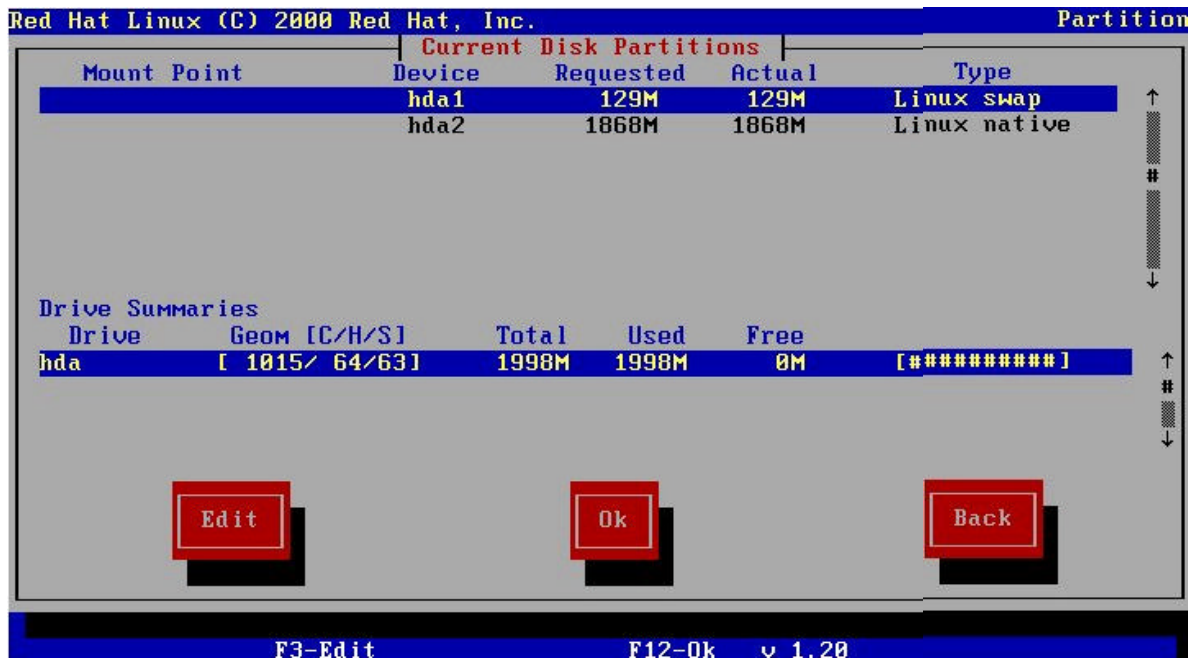 Red Hat Linux (C) 2000 Red Hat, Inc. Partition
Current Disk Partitions
Mount Point Device Requested Actual Type
hda1 129M 129M Linux swap
hda2 1868M 1868M Linux native
#
Drive Summaries
Drive Geom [C/H/S] Total Used Free
hda [ 1015/ 64/63] 1998M 1998M 0M [##########]
#
Edit Ok Back
F3-Edit F12-Ok v 1.20